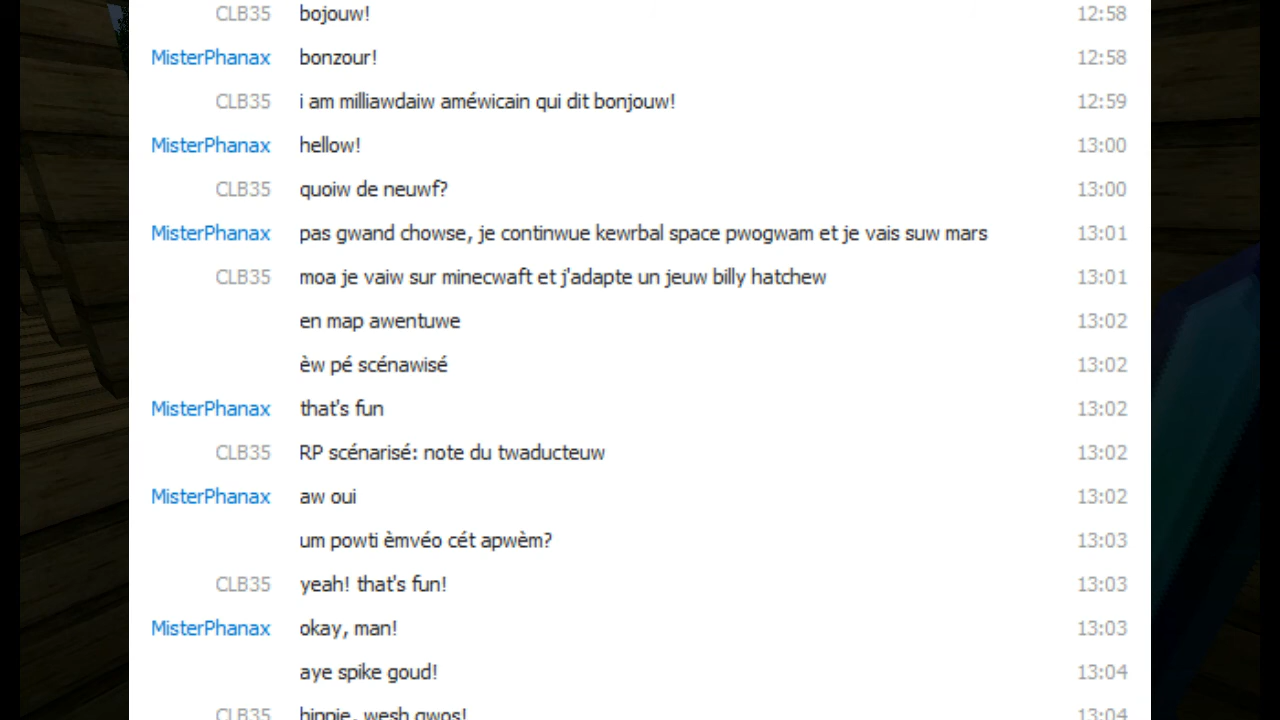 CLB35 bojouw! 12:58
MisterPhanax bonzour! 12:58
CLB35 i am milliawdaiw améwicain qui dit bonjouw! 12:59
MisterPhanax hellow! 13:00
CLB35 quoiw de neuwf? 13:00
MisterPhanax pas gwand chowse, je continwue kewrbal space pwogwam et je vais suw mars 13:01
CLB35 moa je vaiw sur minecwaft et j'adapte un jeuw billy hatchew 13:01
en map awentuwe 13:02
èw pé scénawisé 13:02
MisterPhanax that's fun 13:02
CLB35 RP scénarisé: note du twaducteuw 13:02
MisterPhanax aw oui 13:02
um powti èmvéo cét apwèm? 13:03
CLB35 yeah! that's fun! 13:03
MisterPhanax okay, man! 13:03
aye spike goud! 13:04
CLB35 hippie, wesh gwos! 13:04